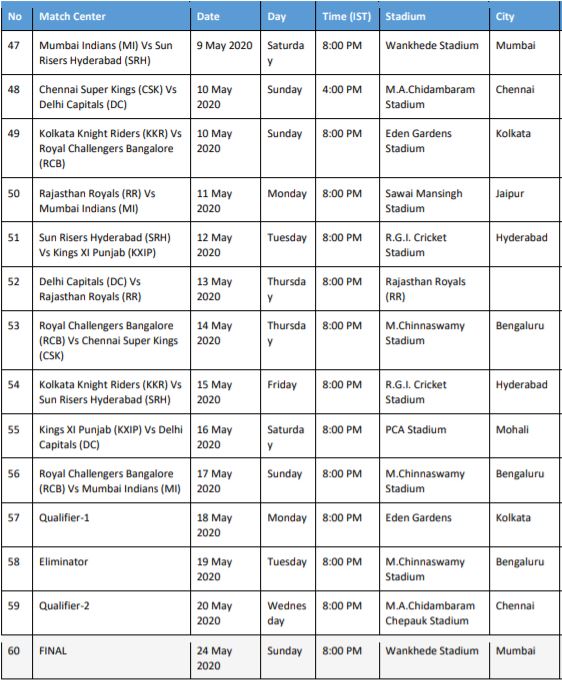 No Match Center Date Day Time (IST) Stadium City
47 Mumbai Indians (MI) Vs Sun 9 May 2020 Saturda 8:00 PM Wankhede Stadium Mumbai
Risers Hyderabad (SRH) y
48 Chennai Super Kings (CSK) Vs 10 May Sunday 4:00 PM M.A.Chidambaram Chennai
Delhi Capitals (DC) 2020 Stadium
49 Kolkata Knight Riders (KKR) Vs 10 May Sunday 8:00 PM Eden Gardens Kolkata
Royal Challengers Bangalore 2020 Stadium
(RCB)
50 Rajasthan Royals (RR) Vs 11 May Monday 8:00 PM Sawai Mansingh Jaipur
Mumbai Indians (MI) 2020 Stadium
51 Sun Risers Hyderabad (SRH) 12 May Tuesday 8:00 PM R.G.I. Cricket Hyderabad
Vs Kings XI Punjab (KXIP) 2020 Stadium
52 Delhi Capitals (DC) Vs 13 May Thursda 8:00 PM Rajasthan Royals
Rajasthan Royals (RR) 2020 y (RR)
53 Royal Challengers Bangalore 14 May Thursda 8:00 PM M.Chinnaswamy Bengaluru
(RCB) Vs Chennai Super Kings 2020 y Stadium
(CSK)
54 Kolkata Knight Riders (KKR) Vs 15 May Friday 8:00 PM R.G.I. Cricket Hyderabad
Sun Risers Hyderabad (SRH) 2020 Stadium
55 Kings XI Punjab (KXIP) Vs Delhi 16 May Saturda 8:00 PM PCA Stadium Mohali
Capitals (DC) 2020 y
56 Royal Challengers Bangalore 17 May Sunday 8:00 PM M.Chinnaswamy Bengaluru
(RCB) Vs Mumbai Indians (MI) 2020 Stadium
57 Qualifier-1 18 May Monday 8:00 PM Eden Gardens Kolkata
2020
58 Eliminator 19 May Tuesday 8:00 PM M.Chinnaswamy Bengaluru
2020 Stadium
59 Qualifier-2 20 May Wednes 8:00 PM M.A.Chidambaram Chennai
2020 day Chepauk Stadium
60 FINAL 24 May Sunday 8:00 PM Wankhede Stadium Mumbai
2020